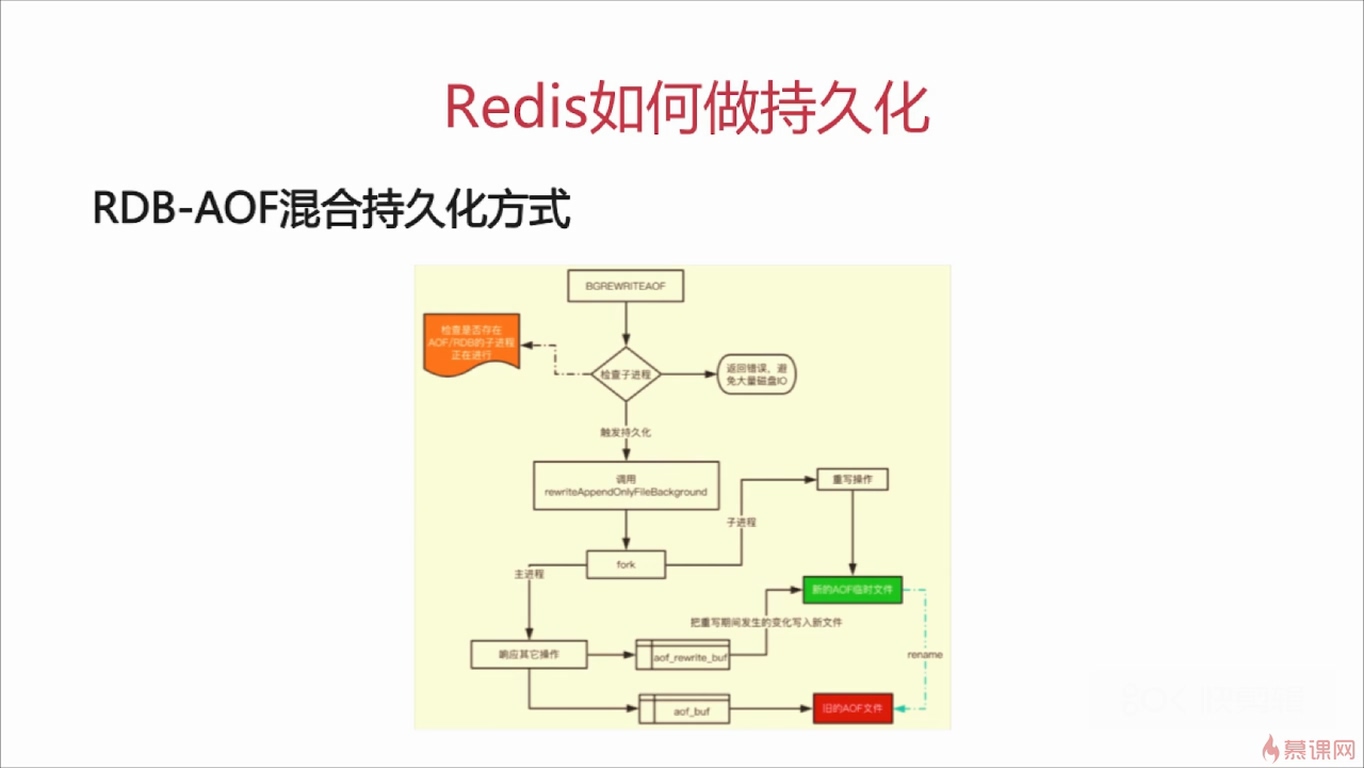 Redis如何做持久化
RDB-AOF混合持久化方式
BGREWRITEAOF
检查是否存在
AOF/RDB的子进程
正在进行
检查子进程
返回错误，避
免大量磁盘IO
触发持久化
调用
rewriteAppendOnlyFileBackground
重写操作
子进程
fork
主进程
新的AOF临时文件
把重写期间发生的变化写入新文件
响应其它操作
aof_rewrite_buf
rename
aof_buf
旧的AOF文件
慕课网